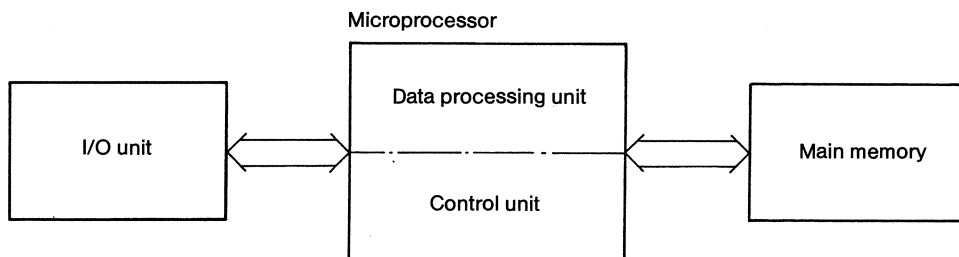 Microprocessor
Data processing unit
I/O unit
Main memory
Control unit